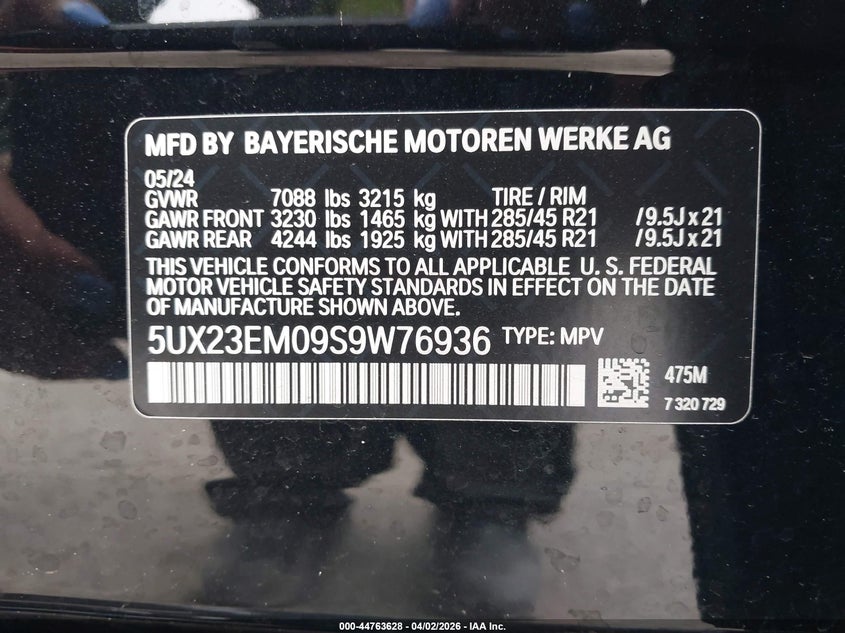 MFD BY BAYERISCHE MOTOREN WERKE AG
05/24
GVWR 7088 lbs 3215 kg TIRE / RIM
GAWR FRONT 3230 lbs 1465 kg WITH 285/45 R21 / 9.5J x 21
GAWR REAR 4244 lbs 1925 kg WITH 285/45 R21 / 9.5J x 21
THIS VEHICLE CONFORMS TO ALL APPLICABLE U. S. FEDERAL
MOTOR VEHICLE SAFETY STANDARDS IN EFFECT ON THE DATE
OF MANUFACTURE SHOWN ABOVE.
5UX23EM09S9W76936 TYPE: MPV
475M
7 320 729
000-44763628 - 04/02/2026 - IAA Inc.